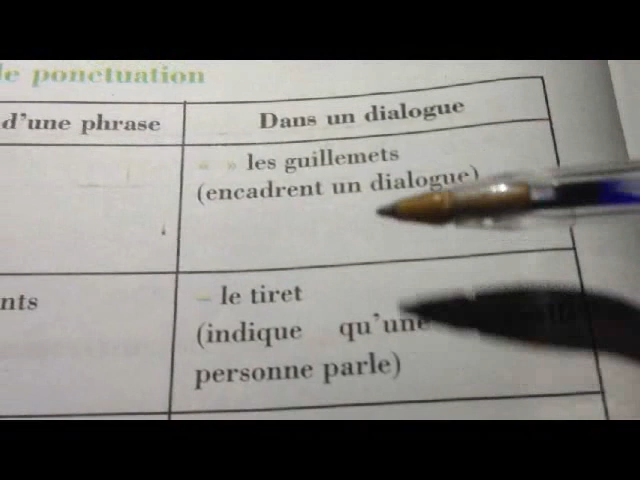 le ponctuation
d'une phrase
Dans un dialogue
« » les guillemets
(encadrent un dialogue)
nts
– le tiret
(indique qu'une
personne parle)